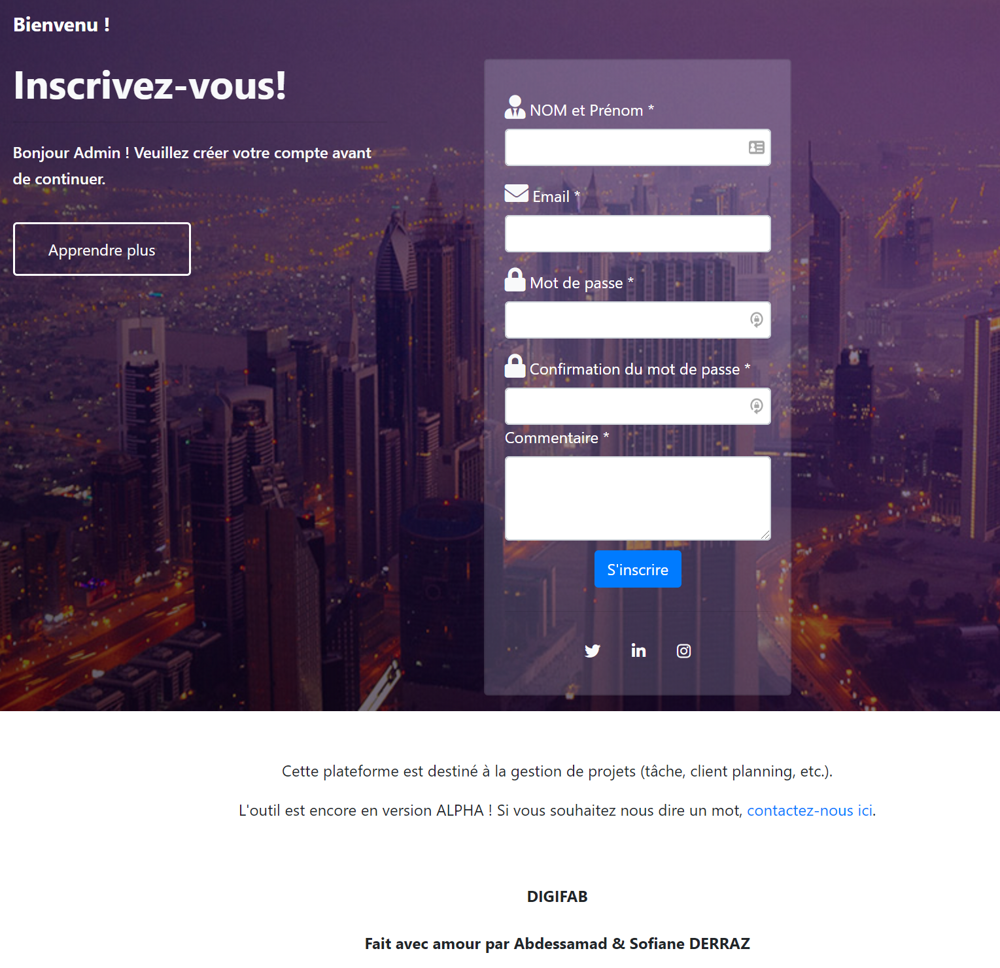 Bienvenu !
Inscrivez-vous!
Bonjour Admin ! Veuillez créer votre compte avant
de continuer.
Apprendre plus
NOM et Prénom *
Email *
Mot de passe *
Confirmation du mot de passe *
Commentaire *
S'inscrire
Cette plateforme est destiné à la gestion de projets (tâche, client planning, etc.).
L'outil est encore en version ALPHA ! Si vous souhaitez nous dire un mot, contactez-nous ici.
DIGIFAB
Fait avec amour par Abdessamad & Sofiane DERRAZ